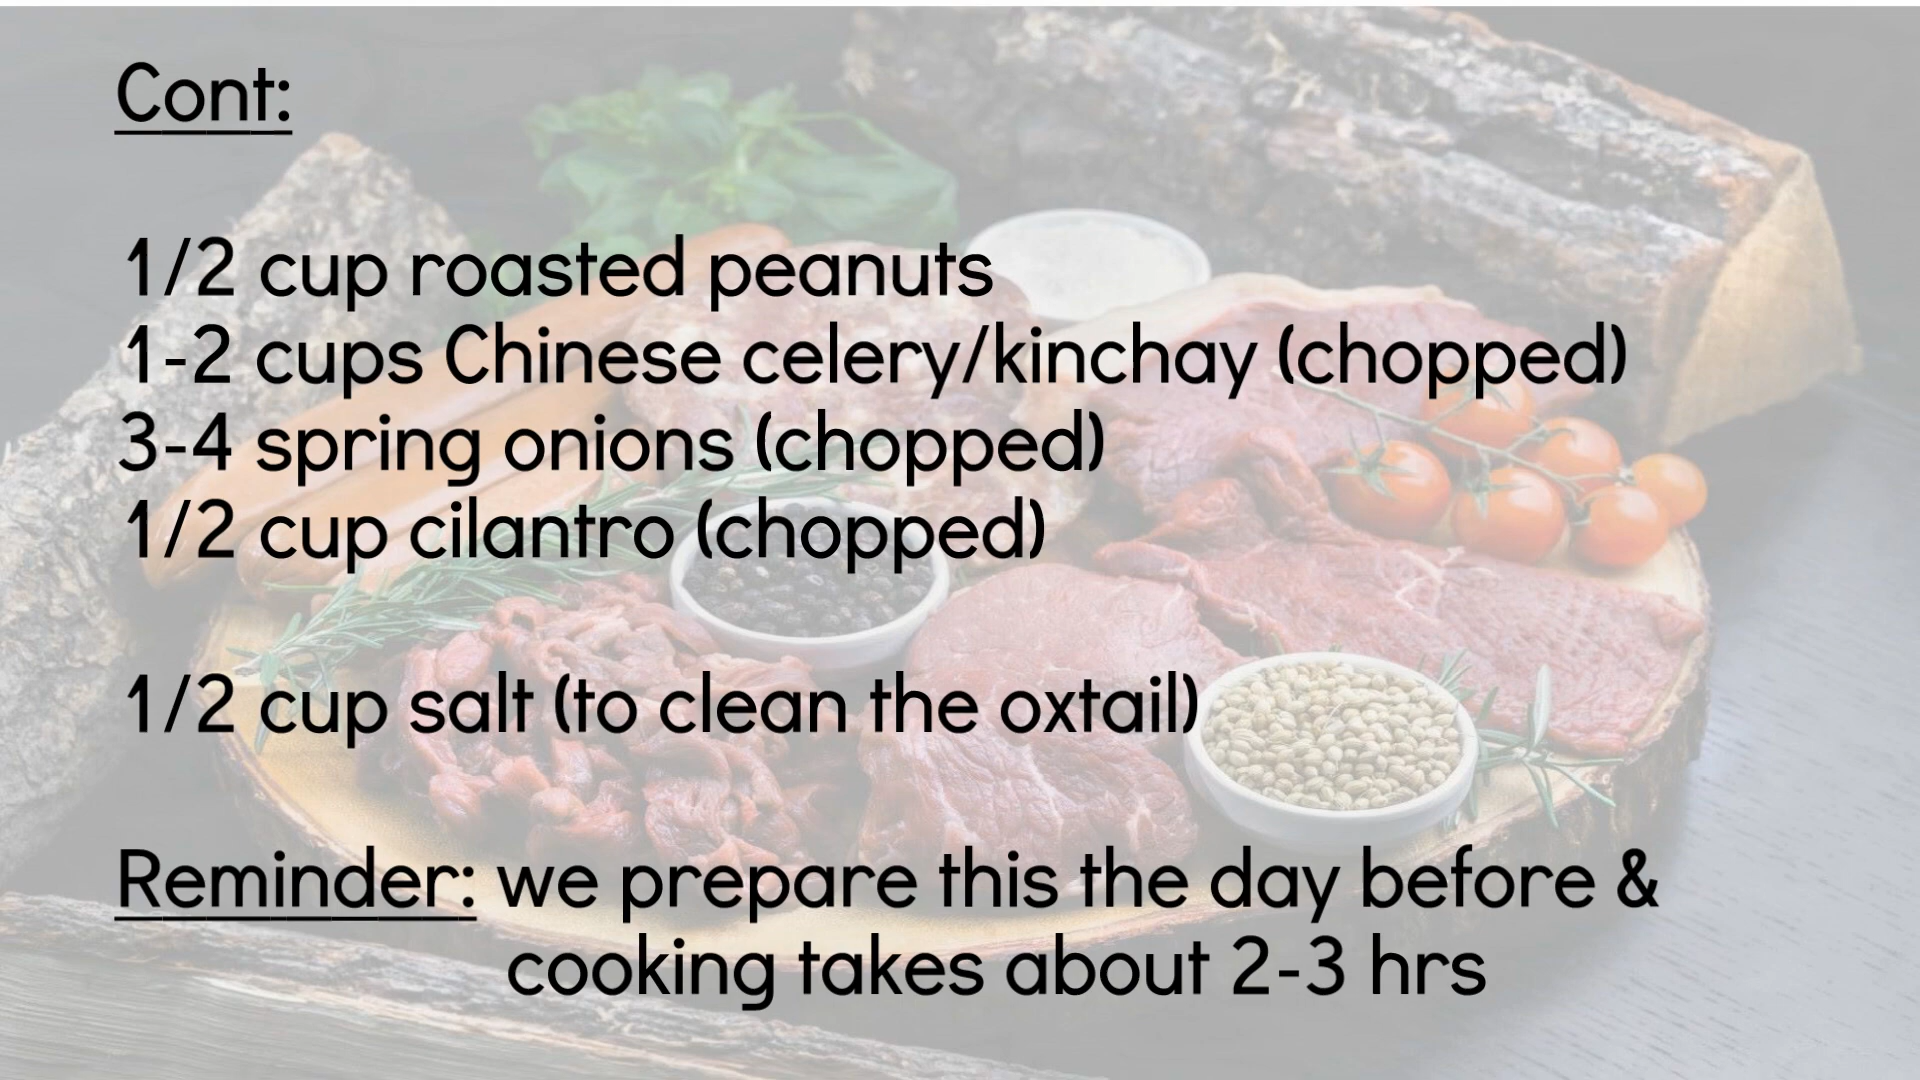 Cont:
1/2 cup roasted peanuts
1-2 cups Chinese celery/kinchay (chopped)
3-4 spring onions (chopped)
1/2 cup cilantro (chopped)
1/2 cup salt (to clean the oxtail)
Reminder: we prepare this the day before &
cooking takes about 2-3 hrs